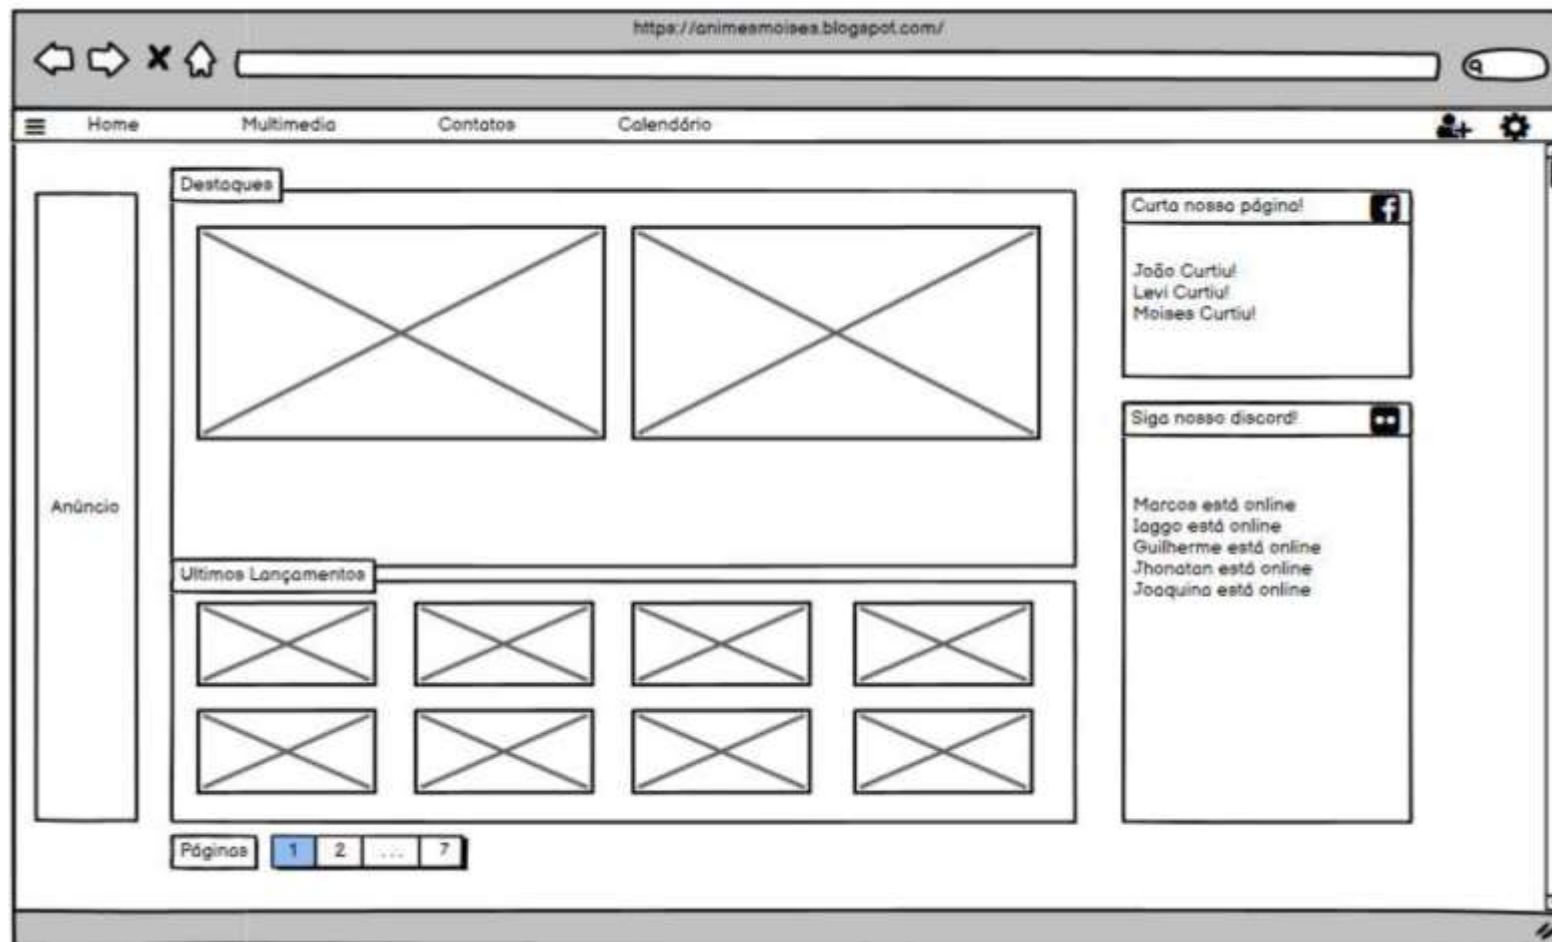 https://animesmoises.blogspot.com/
Home Multimedia Contatos Calendário
Destaques
Curta nossa página!
João Curtiu!
Levi Curtiu!
Moises Curtiu!
Siga nosso discord!
Anúncio
Marcos está online
Iaggo está online
Guilherme está online
Jhonatan está online
Joaquina está online
Ultimos Lançamentos
Páginas 1 2 ... 7